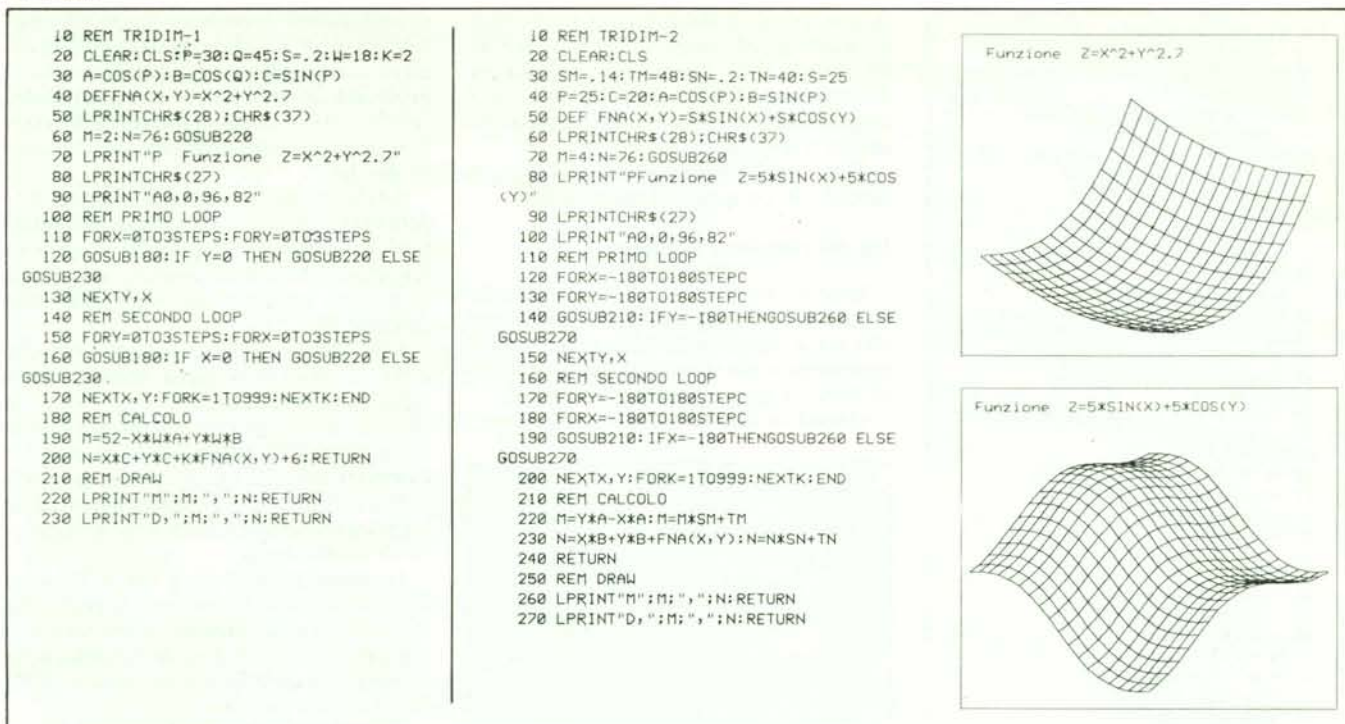 10 REM TRIDIM-1
20 CLEAR:CLS:P=30:Q=45:S=.2:W=18:K=2
30 A=COS(P):B=COS(Q):C=SIN(P)
40 DEFFNA(X,Y)=X^2+Y^2.7
50 LPRINTCHR$(28);CHR$(37)
60 M=2:N=76:GOSUB220
70 LPRINT"P  Funzione  Z=X^2+Y^2.7"
80 LPRINTCHR$(27)
90 LPRINT"A0,0,96,82"
100 REM PRIMO LOOP
110 FORX=0TO3STEPS:FORY=0TO3STEPS
120 GOSUB180:IF Y=0 THEN GOSUB220 ELSE
GOSUB230
130 NEXTY,X
140 REM SECONDO LOOP
150 FORY=0TO3STEPS:FORX=0TO3STEPS
160 GOSUB180:IF X=0 THEN GOSUB220 ELSE
GOSUB230
170 NEXTX,Y:FORK=1TO999:NEXTK:END
180 REM CALCOLO
190 M=52-X*W*A+Y*W*B
200 N=X*C+Y*C+K*FNA(X,Y)+6:RETURN
210 REM DRAW
220 LPRINT"M";M;",";N:RETURN
230 LPRINT"D,";M;",";N:RETURN
10 REM TRIDIM-2
20 CLEAR:CLS
30 SM=.14:TM=48:SN=.2:TN=40:S=25
40 P=25:C=20:A=COS(P):B=SIN(P)
50 DEF FNA(X,Y)=S*SIN(X)+S*COS(Y)
60 LPRINTCHR$(28);CHR$(37)
70 M=4:N=76:GOSUB260
80 LPRINT"PFunzione  Z=5*SIN(X)+5*COS
(Y)"
90 LPRINTCHR$(27)
100 LPRINT"A0,0,96,82"
110 REM PRIMO LOOP
120 FORX=-180TO180STEPC
130 FORY=-180TO180STEPC
140 GOSUB210:IFY=-180THENGOSUB260 ELSE
GOSUB270
150 NEXTY,X
160 REM SECONDO LOOP
170 FORY=-180TO180STEPC
180 FORX=-180TO180STEPC
190 GOSUB210:IFX=-180THENGOSUB260 ELSE
GOSUB270
200 NEXTX,Y:FORK=1TO999:NEXTK:END
210 REM CALCOLO
220 M=Y*A-X*A:M=M*SM+TM
230 N=X*B+Y*B+FNA(X,Y):N=N*SN+TN
240 RETURN
250 REM DRAW
260 LPRINT"M";M;",";N:RETURN
270 LPRINT"D,";M;",";N:RETURN
Funzione  Z=X^2+Y^2.7
Funzione  Z=5*SIN(X)+5*COS(Y)